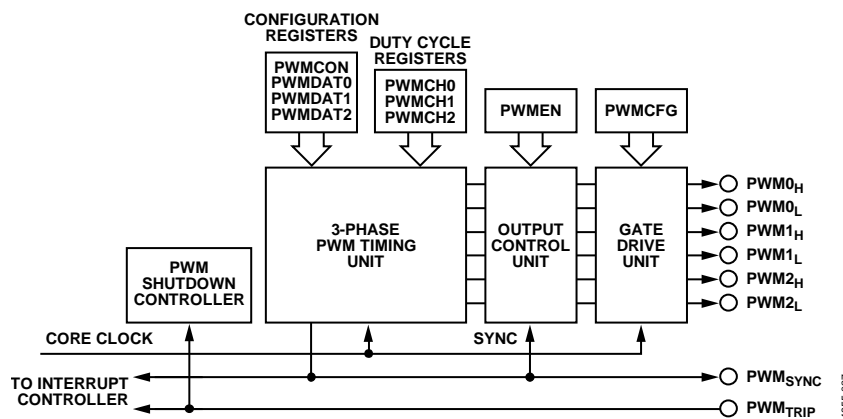 CONFIGURATION
REGISTERS
PWMCON
PWMDAT0
PWMDAT1
PWMDAT2
DUTY CYCLE
REGISTERS
PWMCH0
PWMCH1
PWMCH2
PWMEN
PWMCFG
3-PHASE
PWM TIMING
UNIT
OUTPUT
CONTROL
UNIT
GATE
DRIVE
UNIT
PWM0H
PWM0L
PWM1H
PWM1L
PWM2H
PWM2L
PWM
SHUTDOWN
CONTROLLER
CORE CLOCK
SYNC
TO INTERRUPT
CONTROLLER
PWMSYNC
PWMTRIP